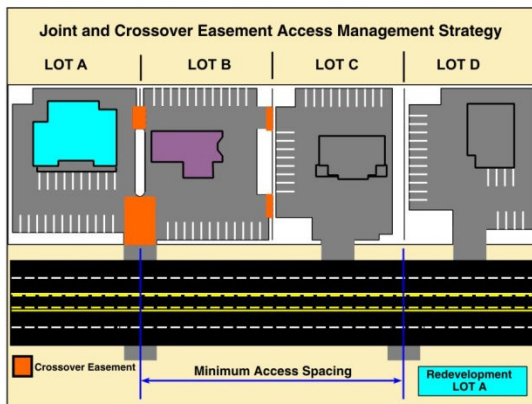 Joint and Crossover Easement Access Management Strategy
LOT A LOT B LOT C LOT D
Crossover Easement
Minimum Access Spacing
Redevelopment
LOT A